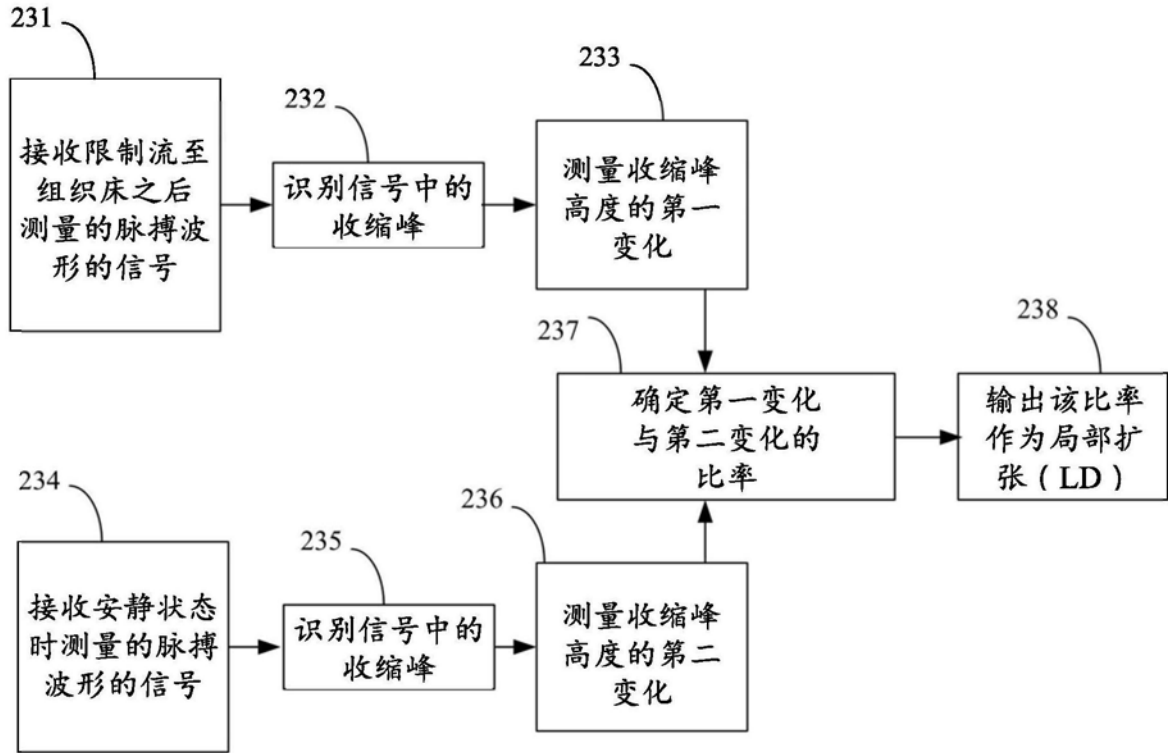 231
接收限制流至
组织床之后
测量的脉搏波
形的信号
232
识别信号中的
收缩峰
233
测量收缩峰
高度的第一
变化
234
接收安静状态
时测量的脉搏
波形的信号
235
识别信号中的
收缩峰
236
测量收缩峰
高度的第二
变化
237
确定第一变化
与第二变化的
比率
238
输出该比率
作为局部扩
张（LD）